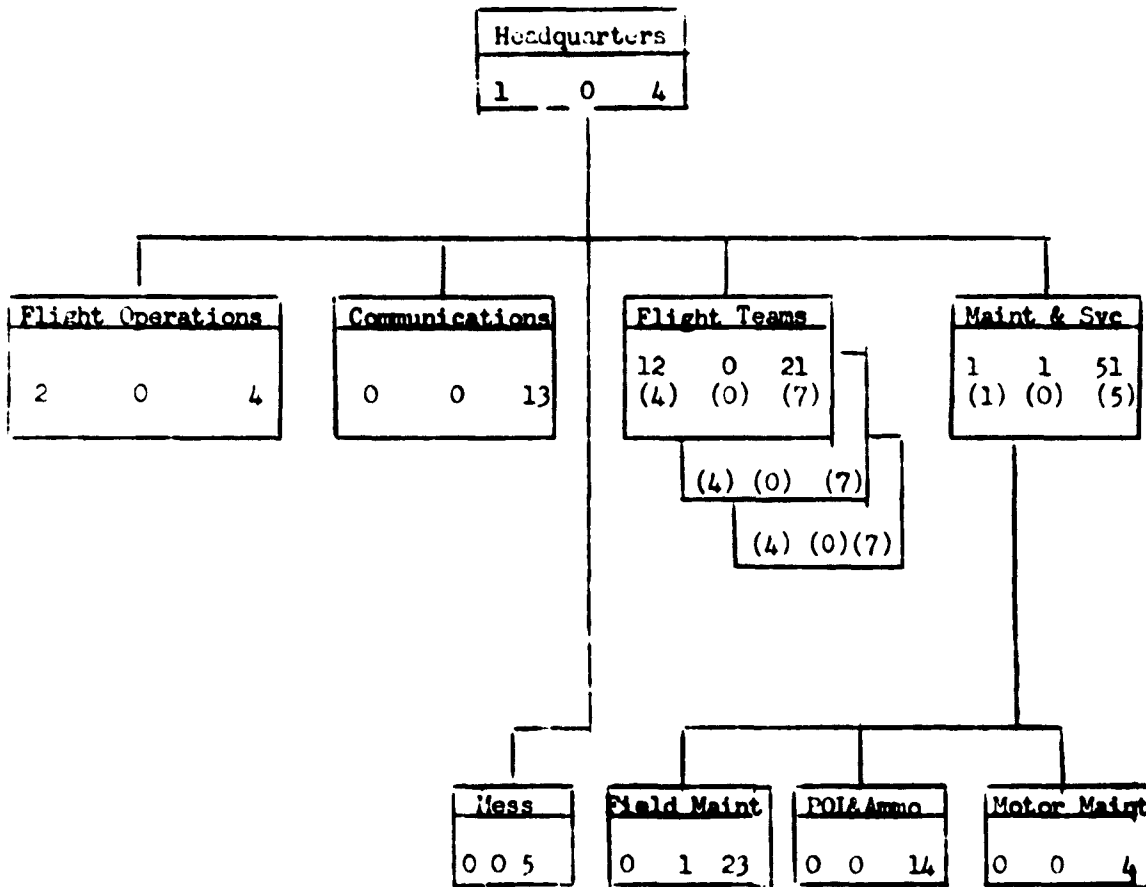 Headquarters
1 0 4
Flight Operations
2 0 4
Communications
0 0 13
Flight Teams
12 0 21
(4) (0) (7)
(4) (0) (7)
(4) (0)(7)
Maint & Svc
1 1 51
(1) (0) (5)
Mess
0 0 5
Field Maint
0 1 23
POL&Ammo
0 0 14
Motor Maint
0 0 4